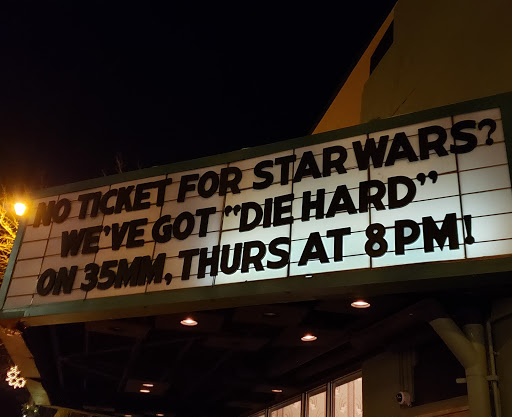 NO TICKET FOR STAR WARS?
WE'VE GOT "DIE HARD"
ON 35MM, THURS AT 8PM!